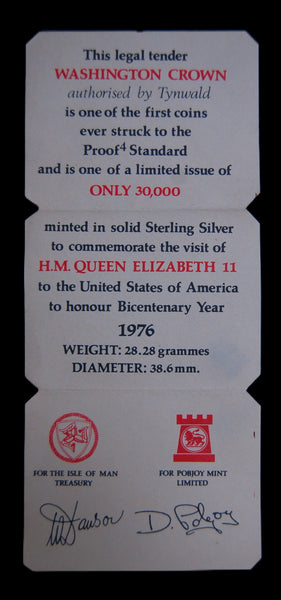 This legal tender
WASHINGTON CROWN
authorised by Tynwald
is one of the first coins
ever struck to the
Proof⁴ Standard
and is one of a limited issue of
ONLY 30,000
minted in solid Sterling Silver
to commemorate the visit of
H.M. QUEEN ELIZABETH 11
to the United States of America
to honour Bicentenary Year
1976
WEIGHT: 28.28 grammes
DIAMETER: 38.6mm.
FOR THE ISLE OF MAN
TREASURY
FOR POBJOY MINT
LIMITED
D. Pobjoy